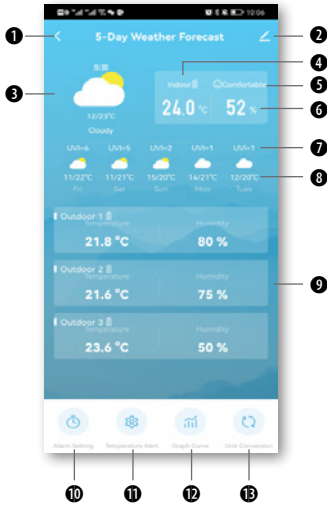 10:06
1
5-Day Weather Forecast
2
3
4
Indoor
Comfortable
5
24.0 °C
52 %
6
12/23°C
Cloudy
UVI=6 UVI=5 UVI=2 UVI=1 UVI=1
7
11/22°C 11/21°C 15/20°C 14/21°C 12/20°C
8
Fri Sat Sun Mon Tues
Outdoor 1
Temperature Humidity
21.8 °C 80 %
Outdoor 2
Temperature Humidity
21.6 °C 75 %
9
Outdoor 3
Temperature Humidity
23.6 °C 50 %
Alarm Setting Temperature Alert Graph Curve Unit Conversion
10 11 12 13